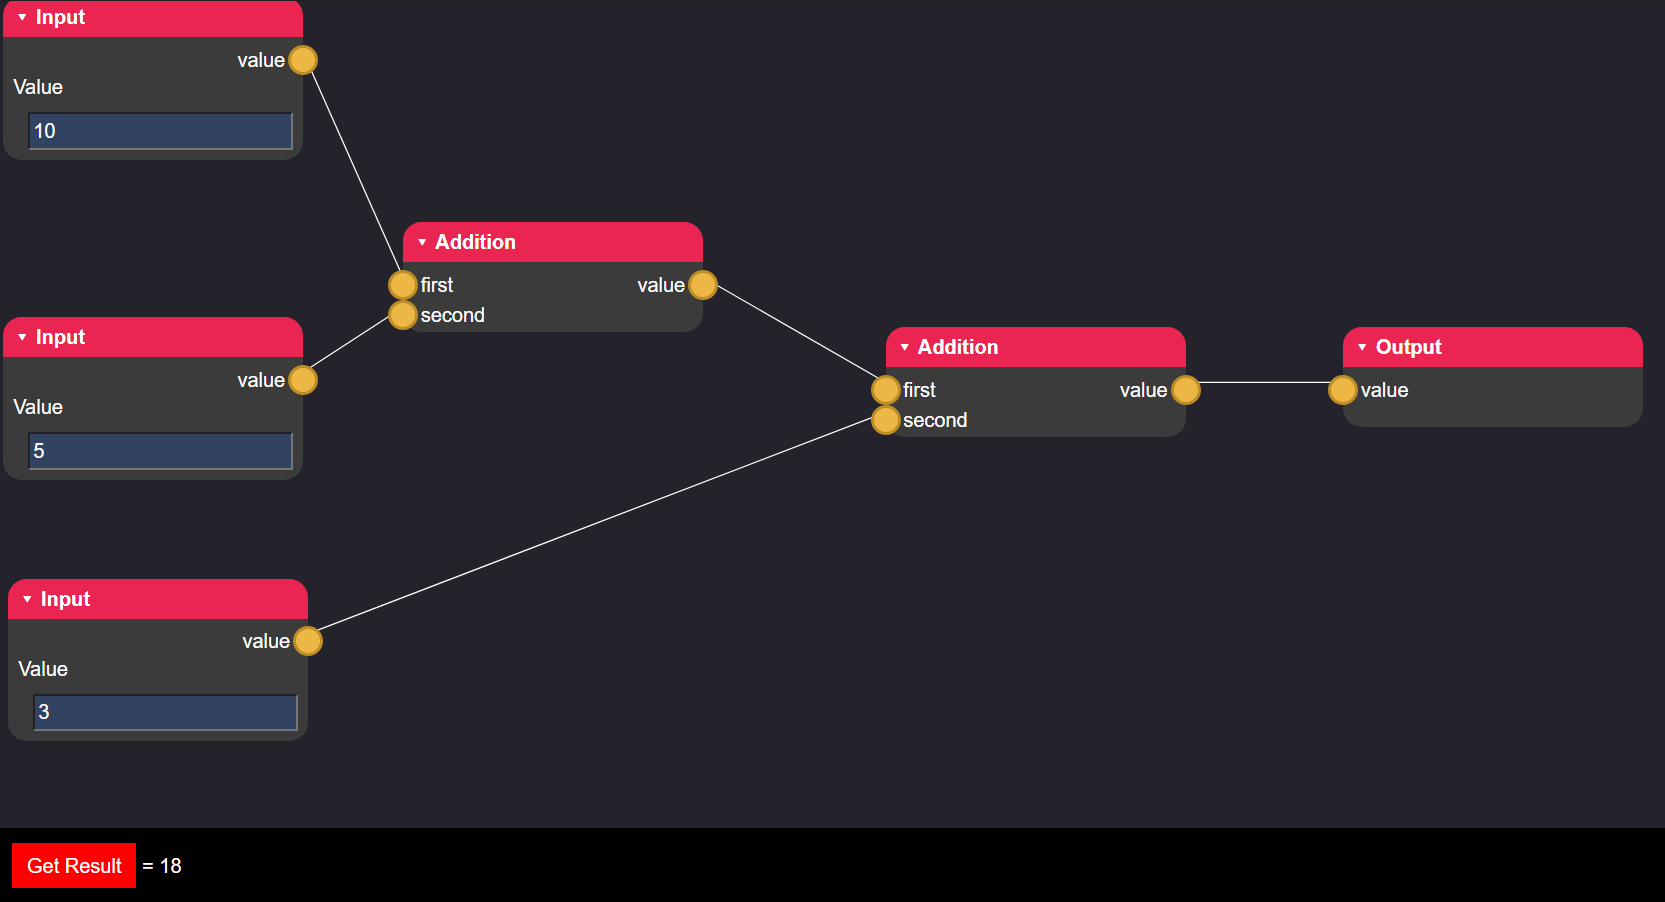 Input
value
Value
10
Addition
first value
second
Input
value
Value
5
Addition
first value
second
Output
value
Input
value
Value
3
Get Result = 18